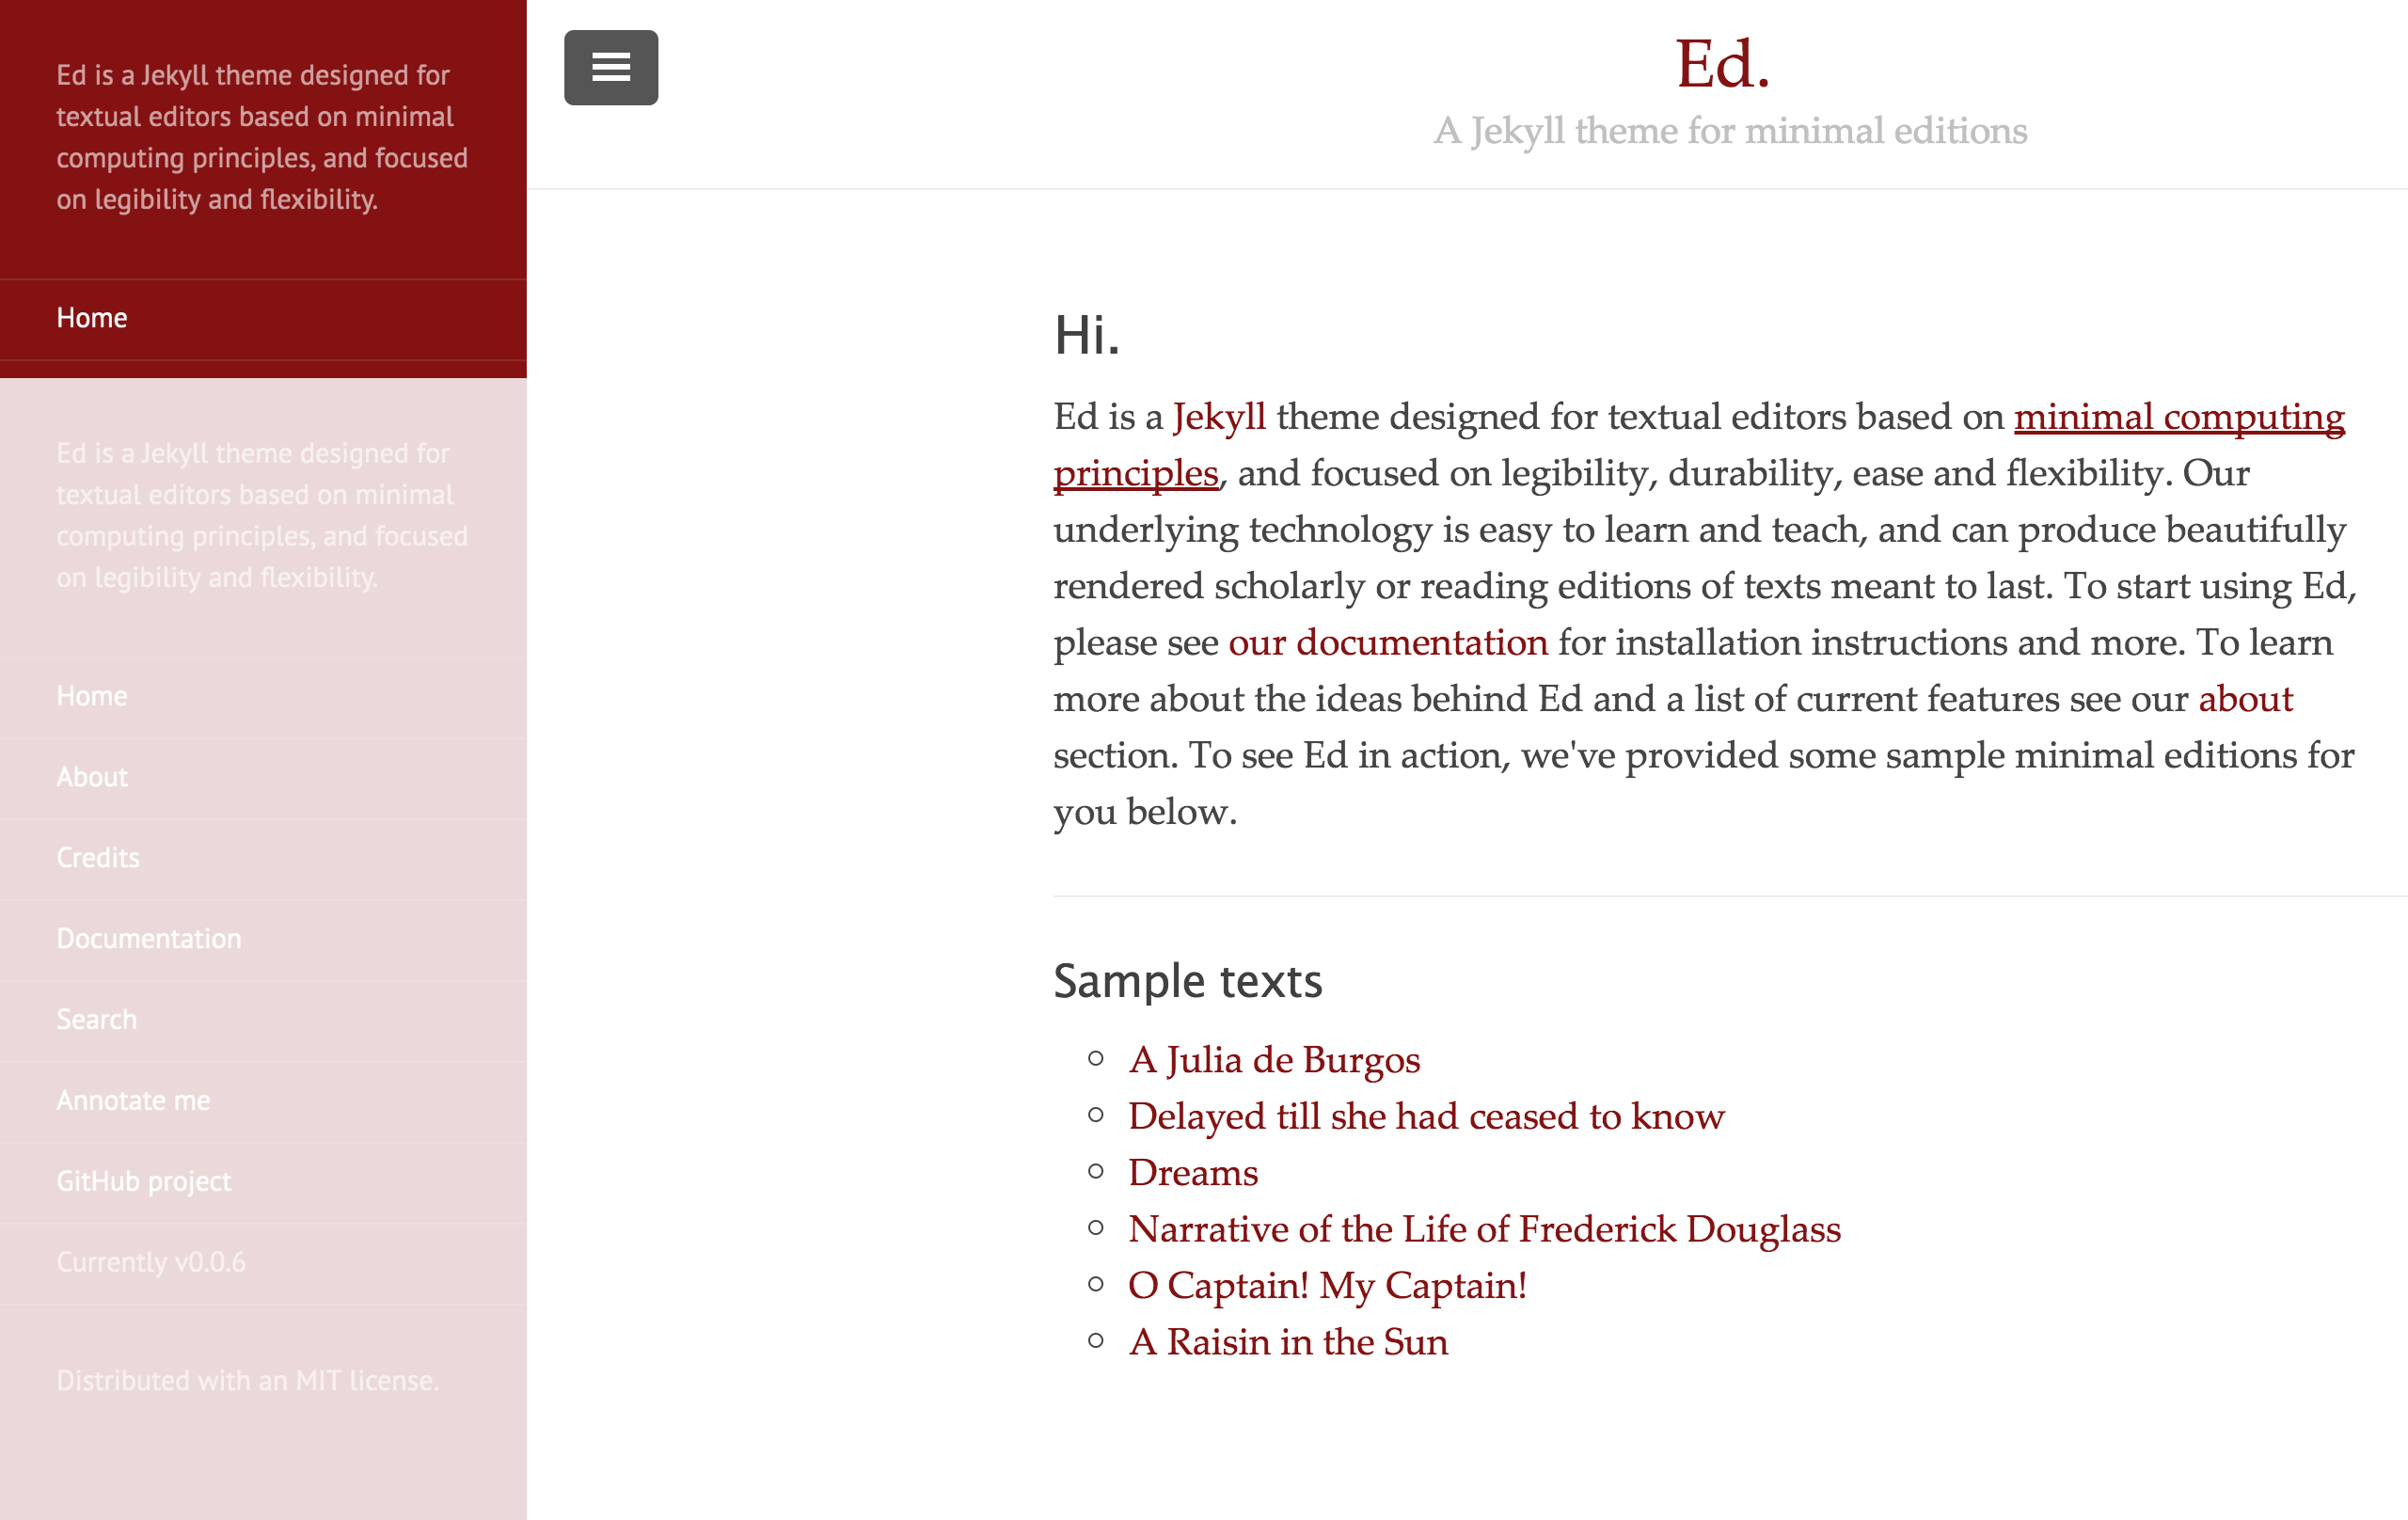 Ed is a Jekyll theme designed for
textual editors based on minimal
computing principles, and focused
on legibility and flexibility.
Home
Ed is a Jekyll theme designed for
textual editors based on minimal
computing principles, and focused
on legibility and flexibility.
Home
About
Credits
Documentation
Search
Annotate me
GitHub project
Currently v0.0.6
Distributed with an MIT license.
Ed.
A Jekyll theme for minimal editions
Hi.
Ed is a Jekyll theme designed for textual editors based on minimal computing
principles, and focused on legibility, durability, ease and flexibility. Our
underlying technology is easy to learn and teach, and can produce beautifully
rendered scholarly or reading editions of texts meant to last. To start using Ed,
please see our documentation for installation instructions and more. To learn
more about the ideas behind Ed and a list of current features see our about
section. To see Ed in action, we've provided some sample minimal editions for
you below.
Sample texts
A Julia de Burgos
Delayed till she had ceased to know
Dreams
Narrative of the Life of Frederick Douglass
O Captain! My Captain!
A Raisin in the Sun